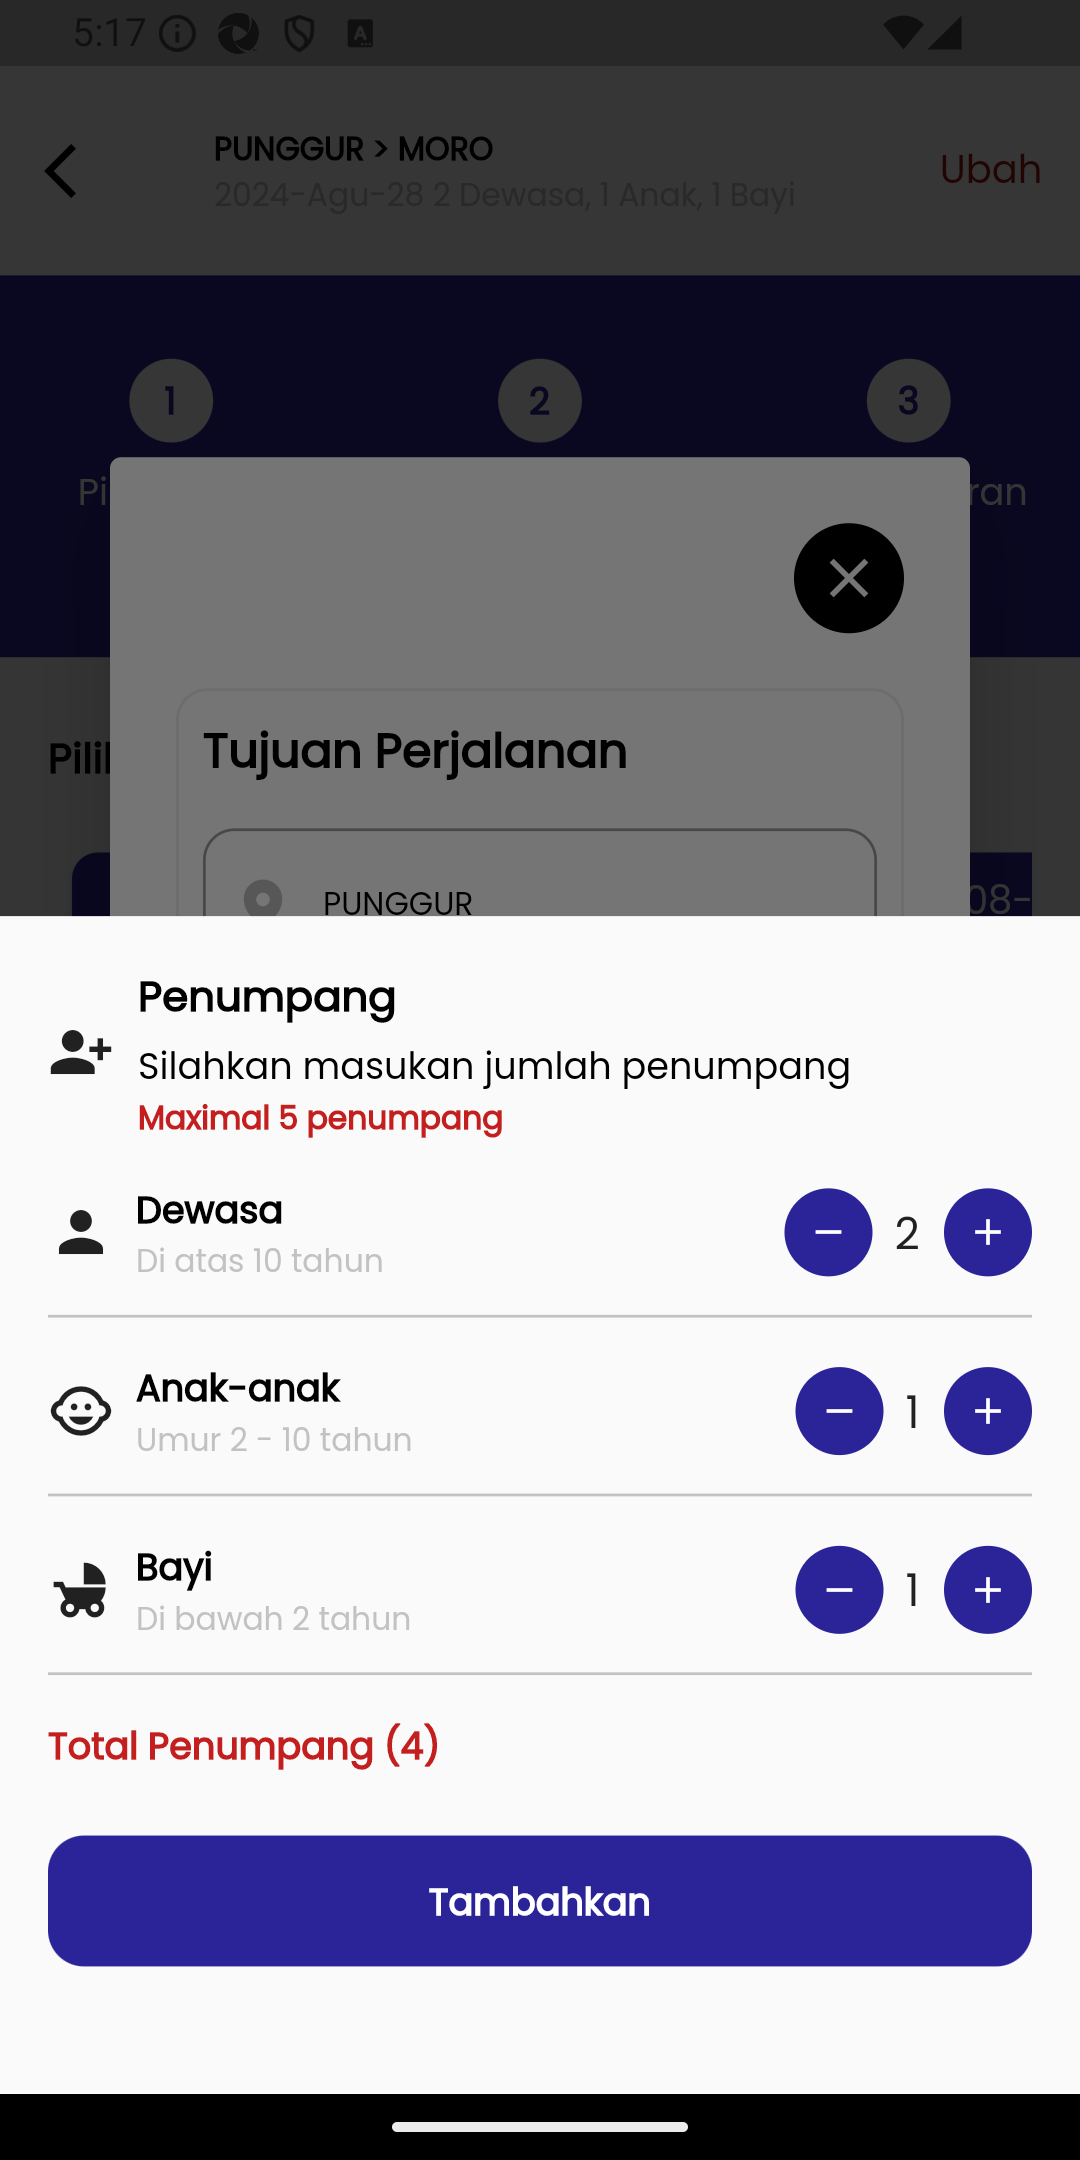 5:17
PUNGGUR > MORO
2024-Agu-28 2 Dewasa, 1 Anak, 1 Bayi
Ubah
1
2
3
Pi
ran
Tujuan Perjalanan
Pilih
PUNGGUR
08-
Penumpang
Silahkan masukan jumlah penumpang
Maximal 5 penumpang
Dewasa
Di atas 10 tahun
2
Anak-anak
Umur 2 - 10 tahun
1
Bayi
Di bawah 2 tahun
1
Total Penumpang (4)
Tambahkan